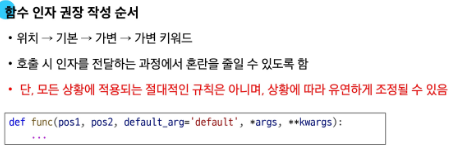 함수 인자 권장 작성 순서
• 위치 → 기본 → 가변 → 가변 키워드
• 호출 시 인자를 전달하는 과정에서 혼란을 줄일 수 있도록 함
• 단, 모든 상황에 적용되는 절대적인 규칙은 아니며, 상황에 따라 유연하게 조정될 수 있음
def func(pos1, pos2, default_arg='default', *args, **kwargs):
...